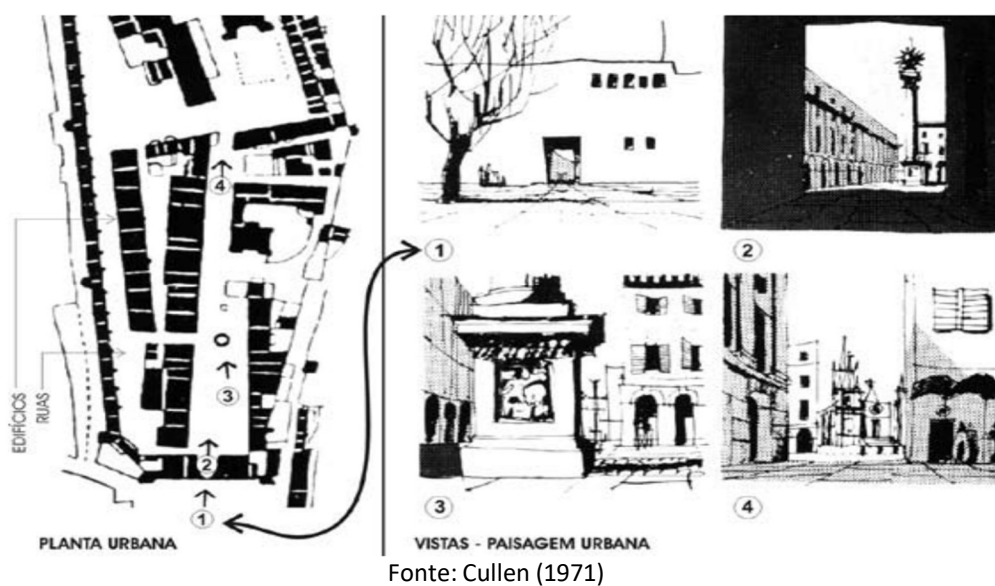 EDIFÍCIOS
RUAS
4
3
2
1
PLANTA URBANA
1
2
3
4
VISTAS - PAISAGEM URBANA
Fonte: Cullen (1971)